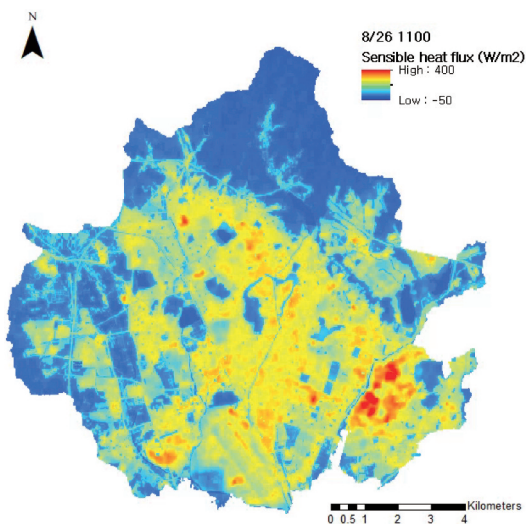 N
8/26 1100
Sensible heat flux (W/m2)
High : 400
Low : -50
Kilometers
0 0.5 1 2 3 4